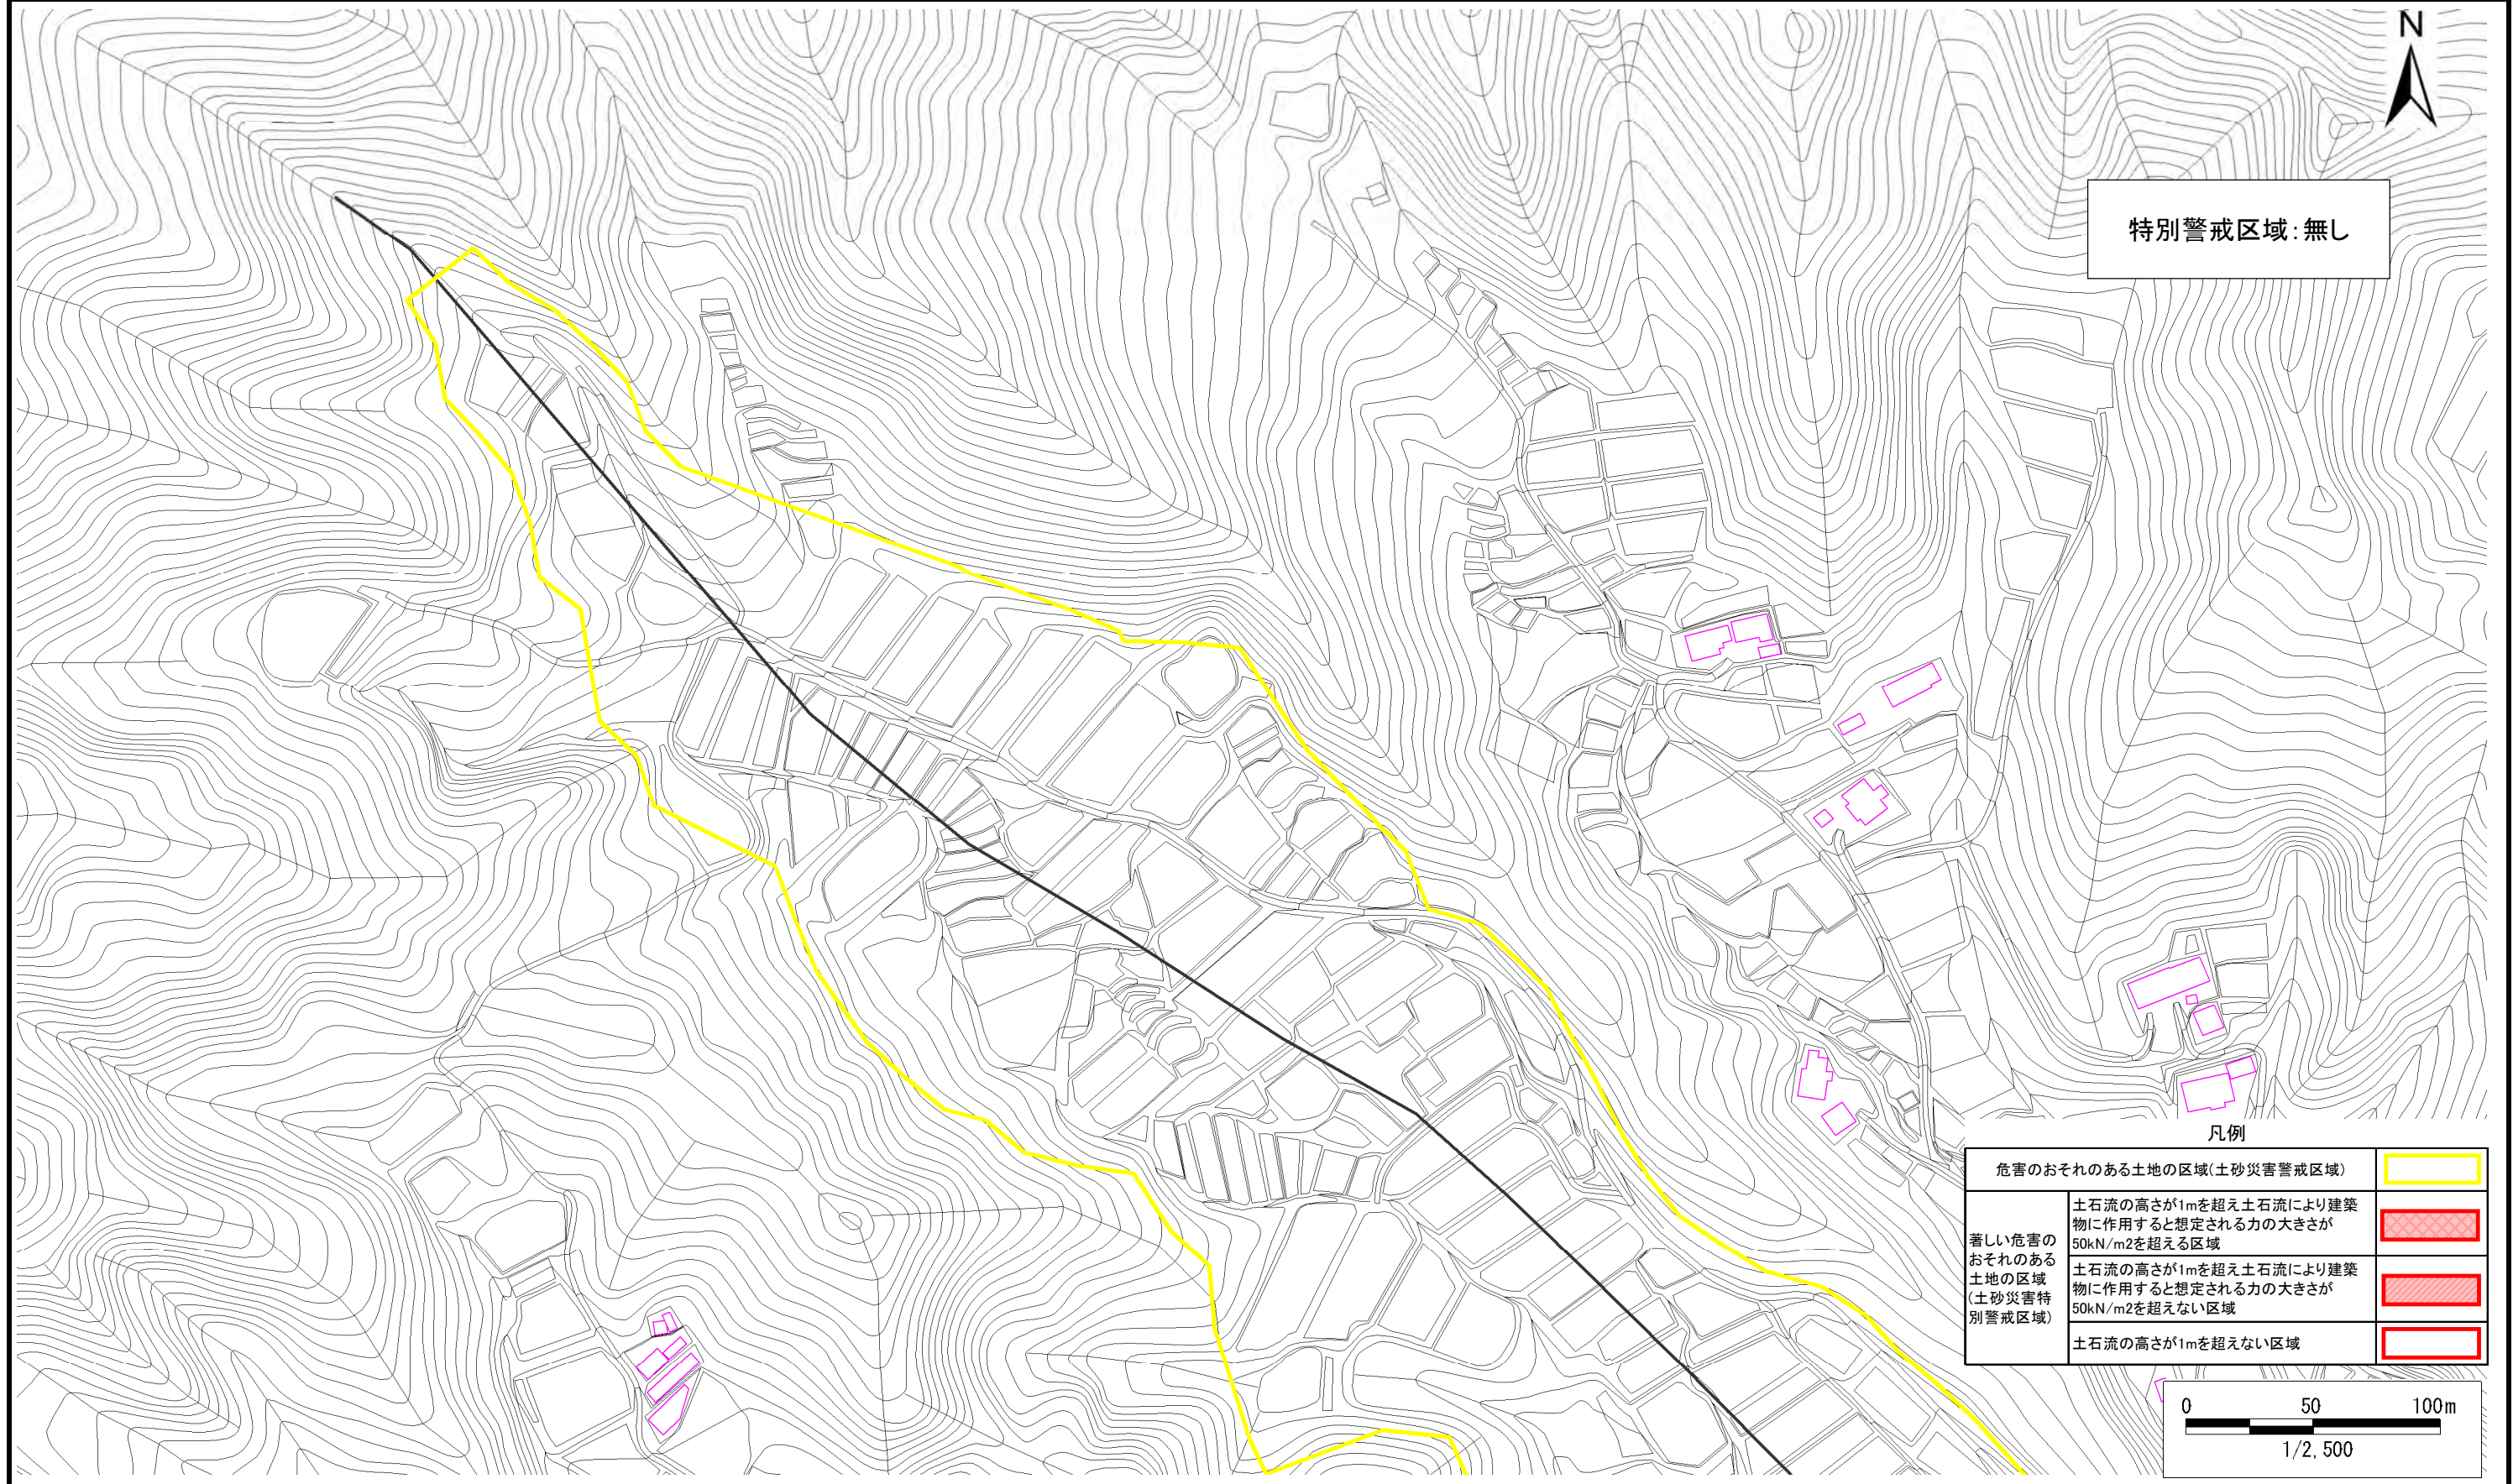 N
特別警戒区域:無し
凡例
危害のおそれのある土地の区域(土砂災害警戒区域)
著しい危害の
おそれのある
土地の区域
(土砂災害特
別警戒区域)
土石流の高さが1mを超え土石流により建築
物に作用すると想定される力の大きさが
50kN/m2を超える区域
土石流の高さが1mを超え土石流により建築
物に作用すると想定される力の大きさが
50kN/m2を超えない区域
土石流の高さが1mを超えない区域
0 50 100m
1/2,500